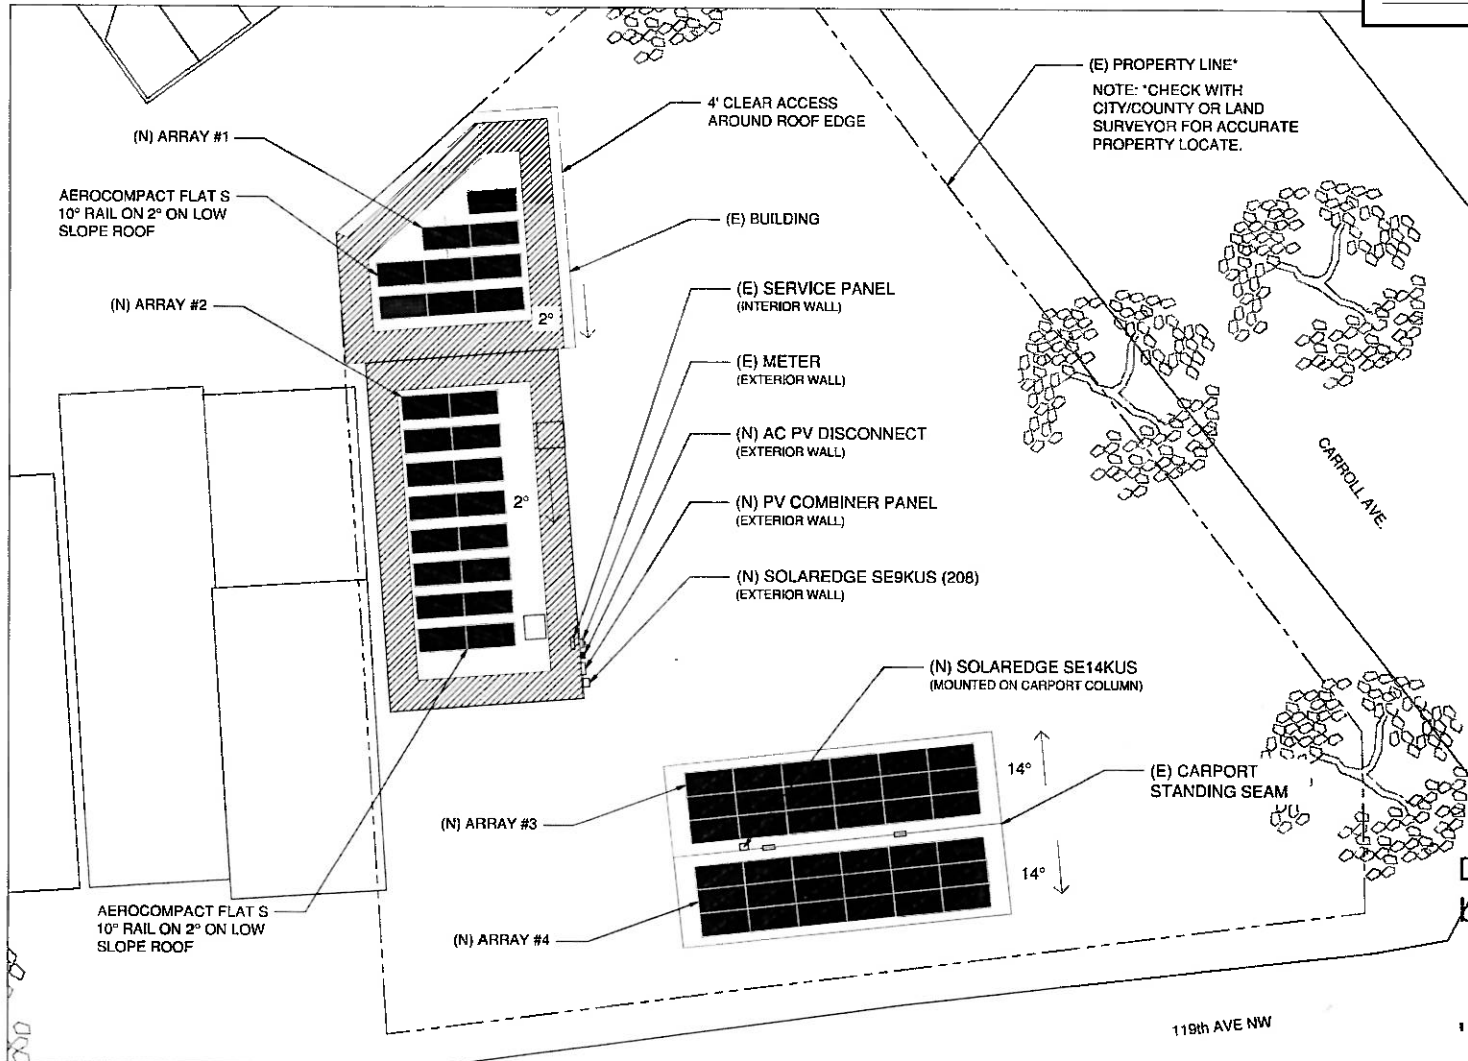 (E) PROPERTY LINE*
NOTE: *CHECK WITH
CITY/COUNTY OR LAND
SURVEYOR FOR ACCURATE
PROPERTY LOCATE.
4' CLEAR ACCESS
AROUND ROOF EDGE
(N) ARRAY #1
AEROCOMPACT FLAT S
10° RAIL ON 2° ON LOW
SLOPE ROOF
(E) BUILDING
(N) ARRAY #2
2°
(E) SERVICE PANEL
(INTERIOR WALL)
(E) METER
(EXTERIOR WALL)
(N) AC PV DISCONNECT
(EXTERIOR WALL)
2°
(N) PV COMBINER PANEL
(EXTERIOR WALL)
(N) SOLAREDGE SE9KUS (208)
(EXTERIOR WALL)
CARROLL AVE.
(N) SOLAREDGE SE14KUS
(MOUNTED ON CARPORT COLUMN)
14°
(E) CARPORT
STANDING SEAM
(N) ARRAY #3
14°
AEROCOMPACT FLAT S
10° RAIL ON 2° ON LOW
SLOPE ROOF
(N) ARRAY #4
119th AVE NW